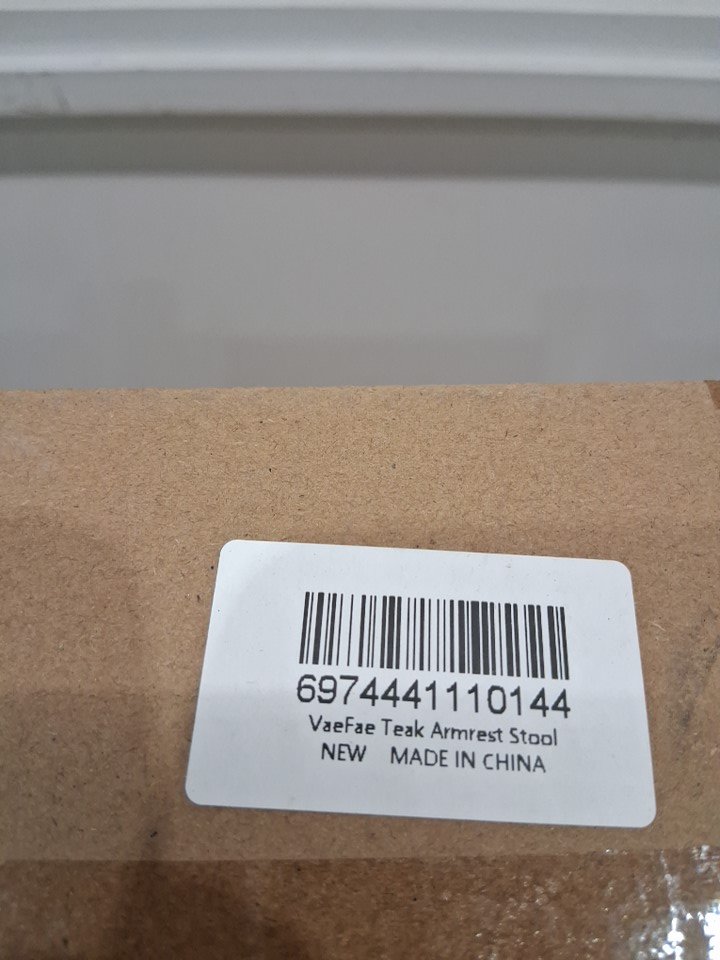 6974441110144
VaeFae Teak Armrest Stool
NEW MADE IN CHINA